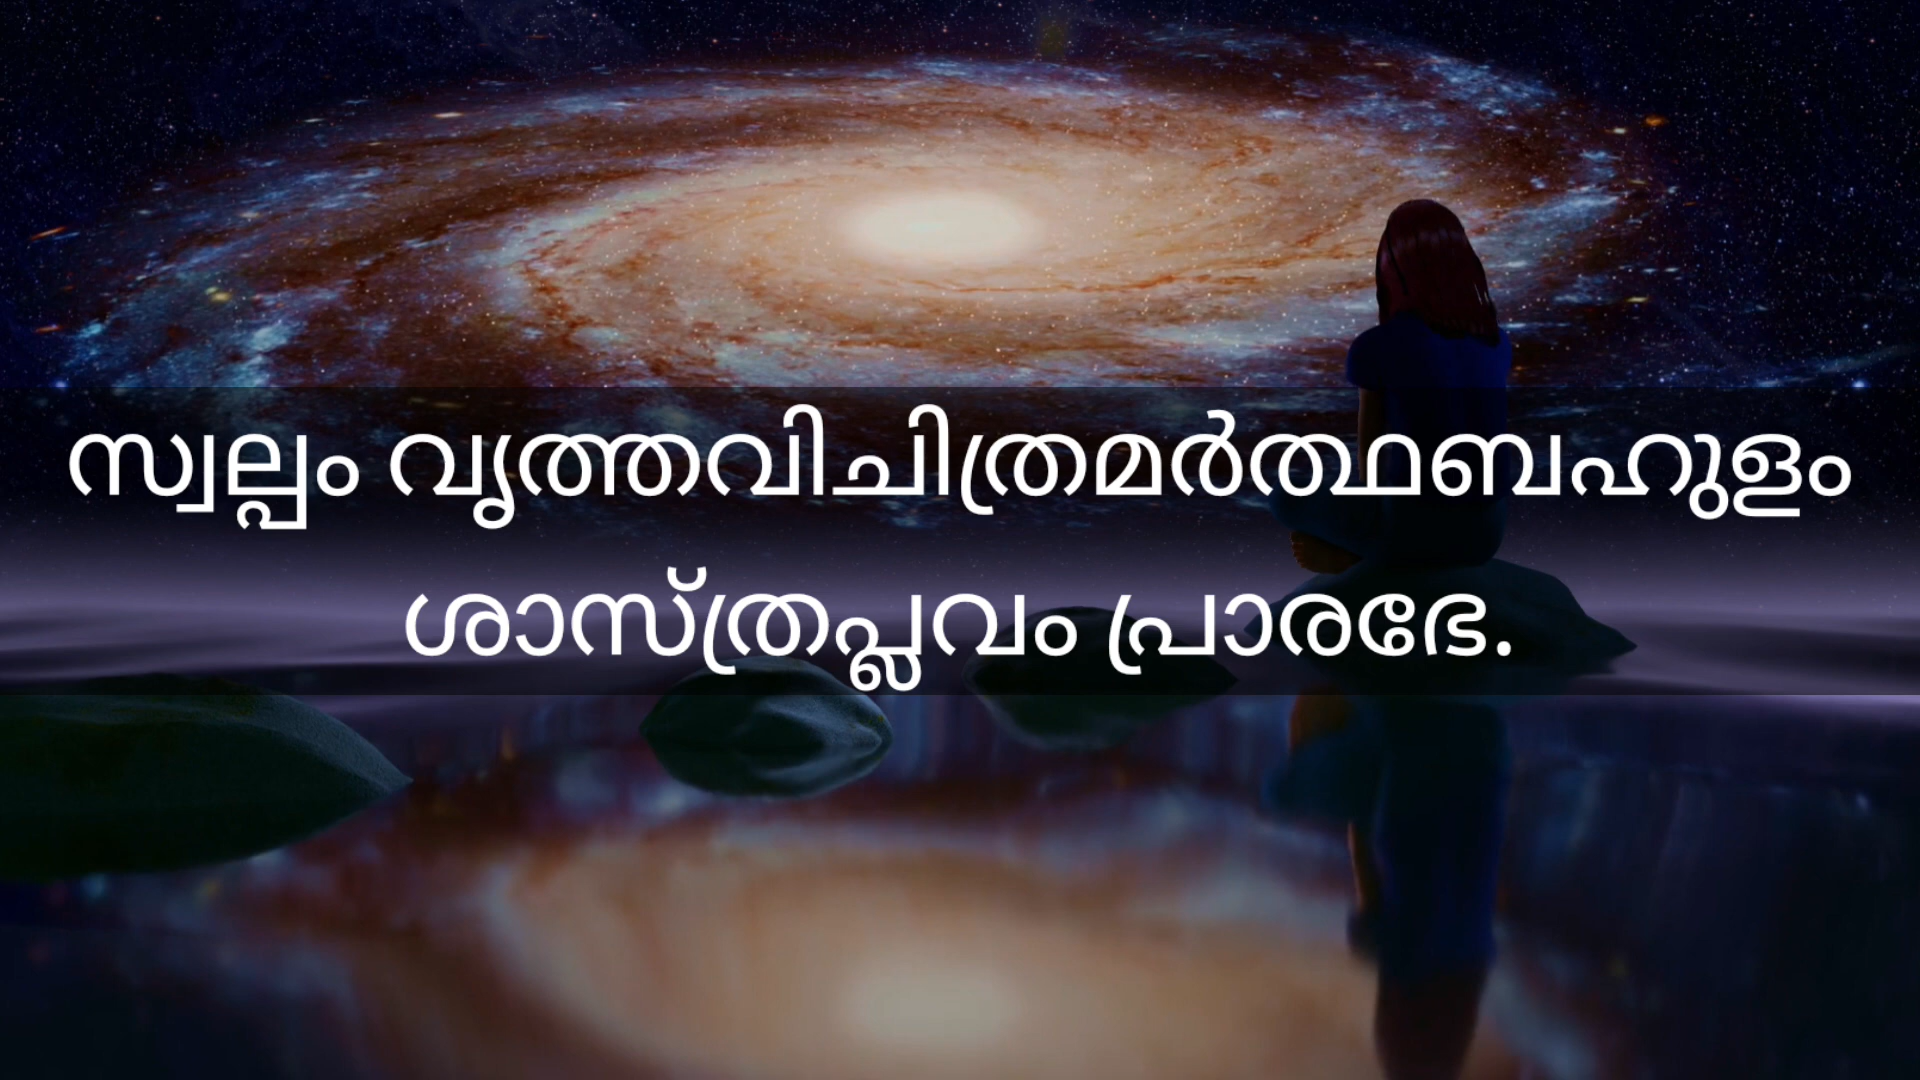 സ്വല്പം വൃത്തവിചിത്രമർത്ഥബഹുളം
ശാസ്ത്രപ്ലവം പ്രാരഭേ.